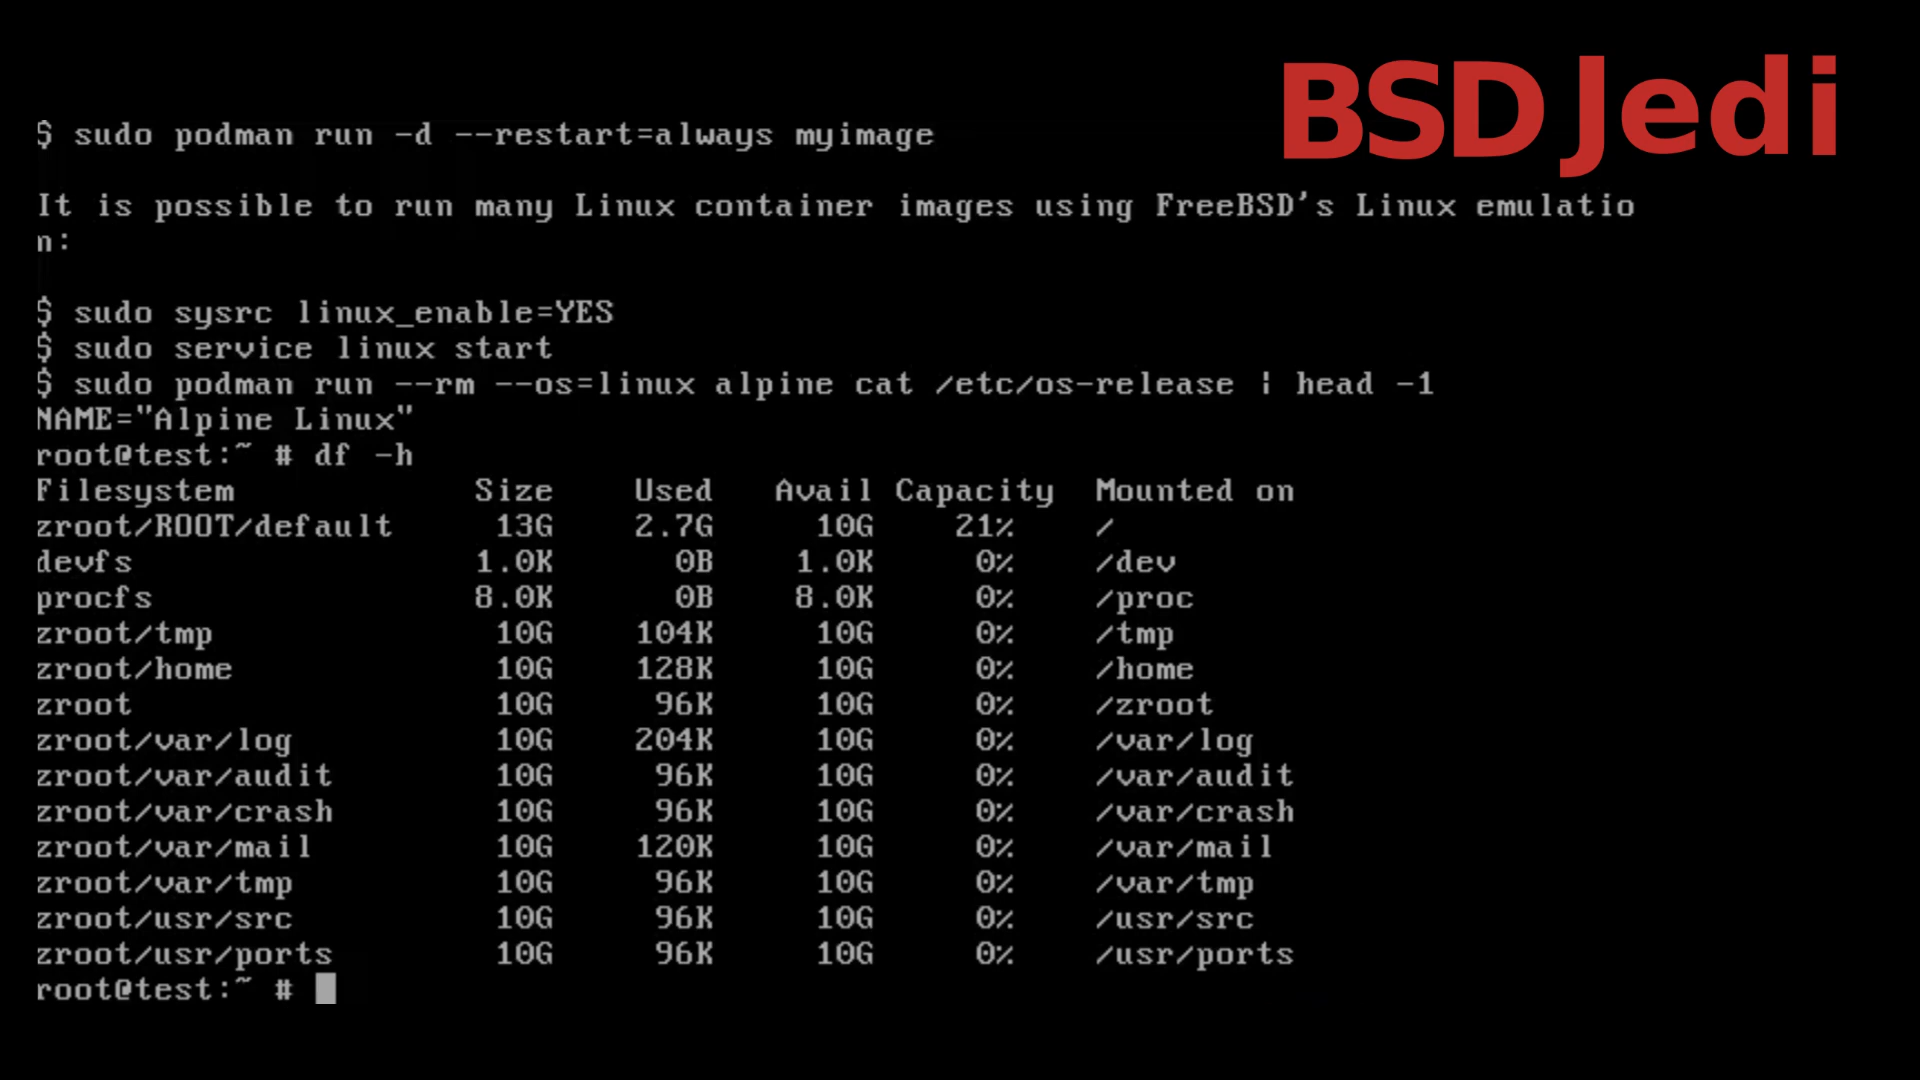 BSD Jedi
$ sudo podman run -d --restart=always myimage
It is possible to run many Linux container images using FreeBSD's Linux emulatio
n:
$ sudo sysrc linux_enable=YES
$ sudo service linux start
$ sudo podman run --rm --os=linux alpine cat /etc/os-release | head -1
NAME="Alpine Linux"
root@test:~ # df -h
Filesystem            Size    Used   Avail Capacity  Mounted on
zroot/ROOT/default     13G    2.7G     10G    21%    /
devfs                 1.0K      0B    1.0K     0%    /dev
procfs                8.0K      0B    8.0K     0%    /proc
zroot/tmp              10G    104K     10G     0%    /tmp
zroot/home             10G    128K     10G     0%    /home
zroot                  10G     96K     10G     0%    /zroot
zroot/var/log          10G    204K     10G     0%    /var/log
zroot/var/audit        10G     96K     10G     0%    /var/audit
zroot/var/crash        10G     96K     10G     0%    /var/crash
zroot/var/mail         10G    120K     10G     0%    /var/mail
zroot/var/tmp          10G     96K     10G     0%    /var/tmp
zroot/usr/src          10G     96K     10G     0%    /usr/src
zroot/usr/ports        10G     96K     10G     0%    /usr/ports
root@test:~ #